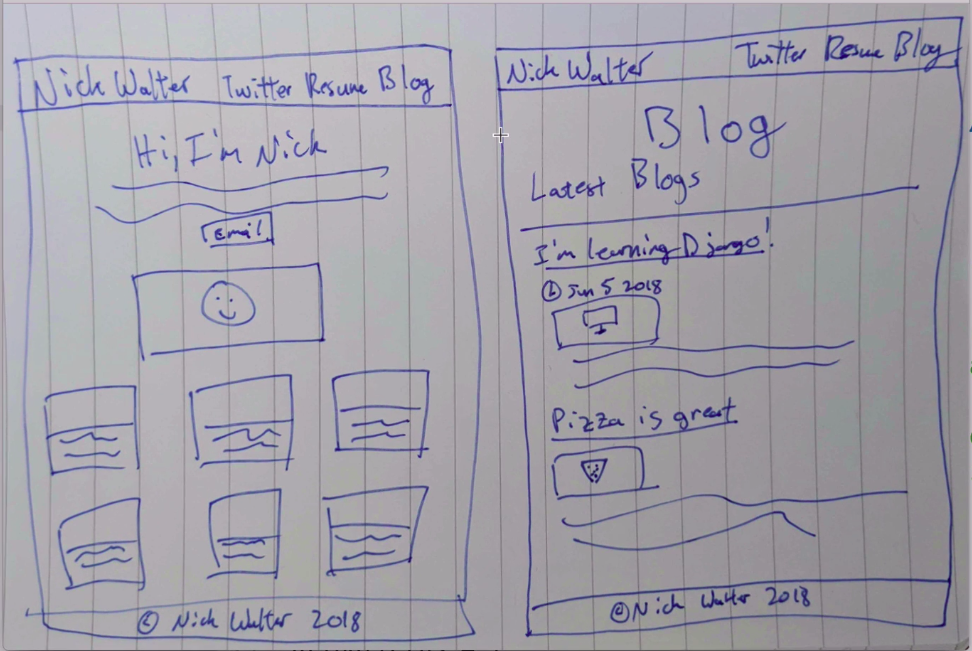 Nick Walter Twitter Resume Blog
Hi, I'm Nick
Email
© Nick Walter 2018
Nick Walter Twitter Resume Blog
Blog
Latest Blogs
I'm learning Django!
Jun 5 2018
Pizza is great
© Nick Walter 2018